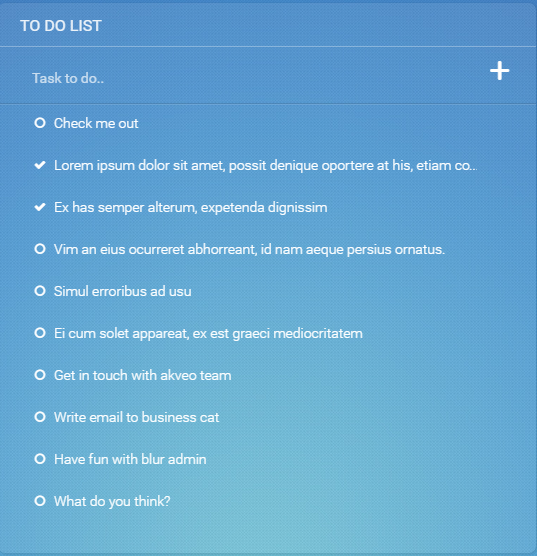 TO DO LIST
Task to do..
Check me out
Lorem ipsum dolor sit amet, possit denique oportere at his, etiam co...
Ex has semper alterum, expetenda dignissim
Vim an eius ocurreret abhorreant, id nam aeque persius ornatus.
Simul erroribus ad usu
Ei cum solet appareat, ex est graeci mediocritatem
Get in touch with akveo team
Write email to business cat
Have fun with blur admin
What do you think?